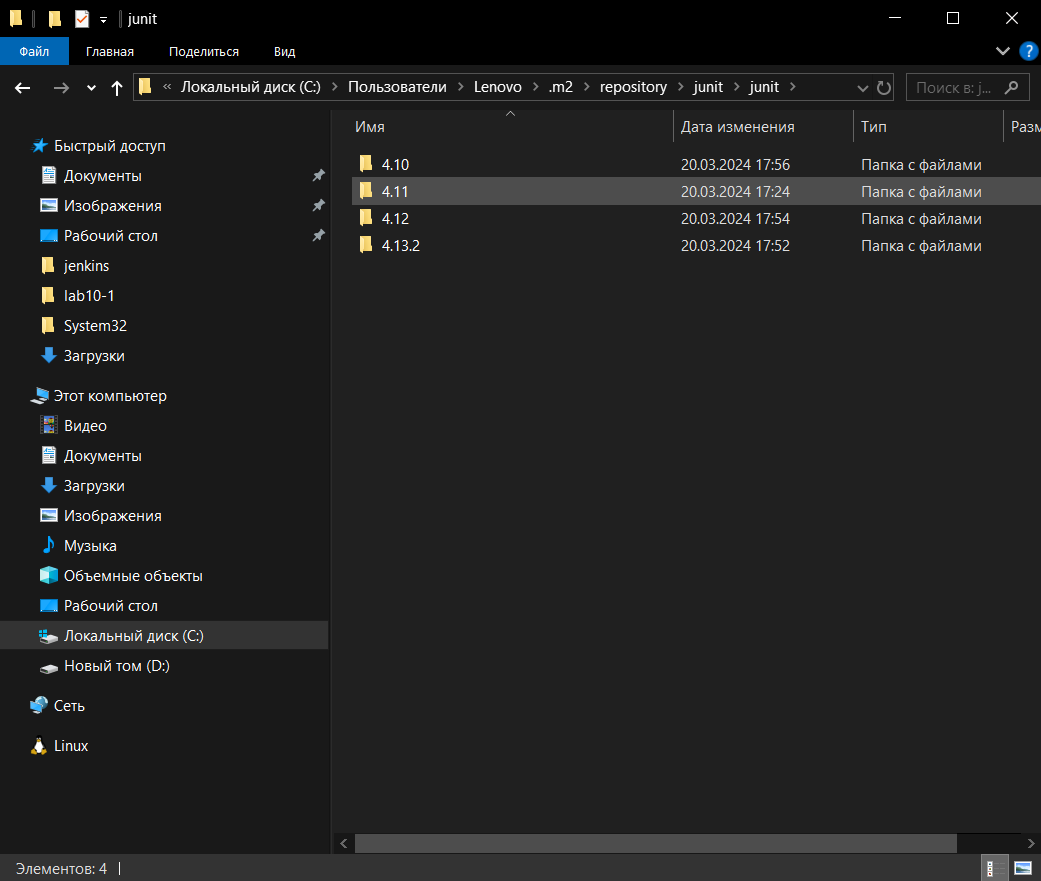 junit
Файл Главная Поделиться Вид
« Локальный диск (C:) > Пользователи > Lenovo > .m2 > repository > junit > junit > Поиск в: j...
Имя Дата изменения Тип Разм
Быстрый доступ
Документы
Изображения
Рабочий стол
jenkins
lab10-1
System32
Загрузки
Этот компьютер
Видео
Документы
Загрузки
Изображения
Музыка
Объемные объекты
Рабочий стол
Локальный диск (C:)
Новый том (D:)
Сеть
Linux
4.10 20.03.2024 17:56 Папка с файлами
4.11 20.03.2024 17:24 Папка с файлами
4.12 20.03.2024 17:54 Папка с файлами
4.13.2 20.03.2024 17:52 Папка с файлами
Элементов: 4